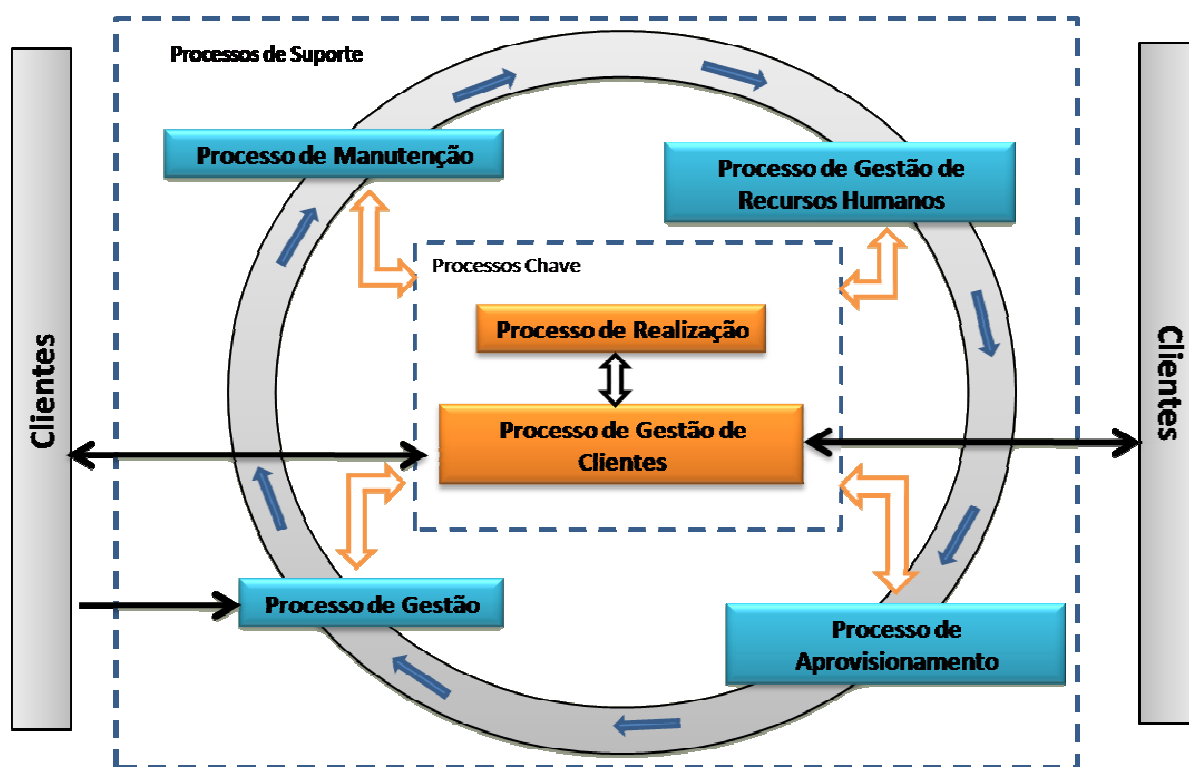 Processos de Suporte
Processo de Manutenção
Processo de Gestão de
Recursos Humanos
Processos Chave
Processo de Realização
Clientes
Processo de Gestão de
Clientes
Clientes
Processo de Gestão
Processo de
Aprovisionamento